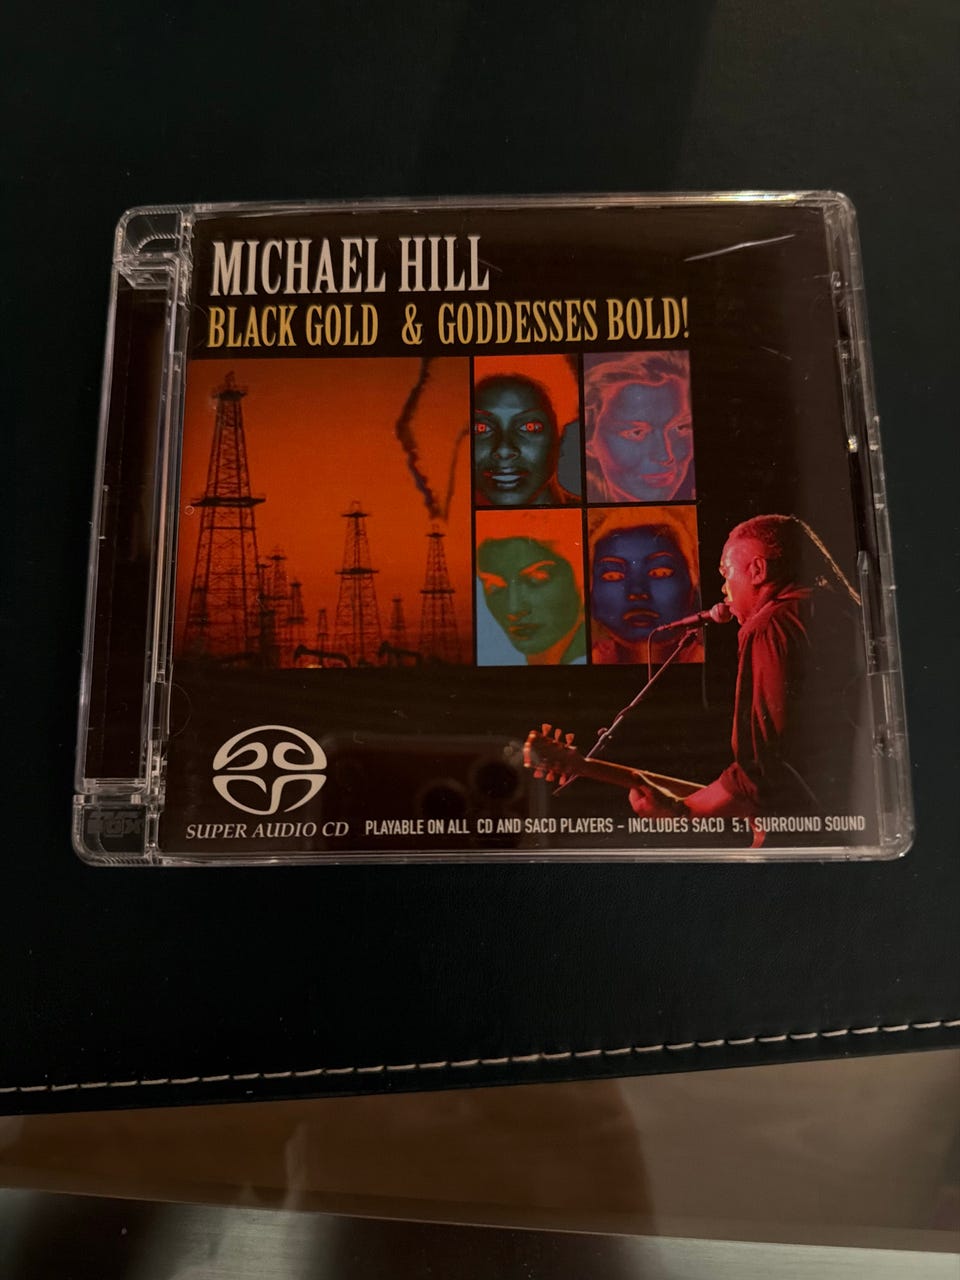 MICHAEL HILL
BLACK GOLD & GODDESSES BOLD!
SUPER AUDIO CD PLAYABLE ON ALL CD AND SACD PLAYERS – INCLUDES SACD 5:1 SURROUND SOUND